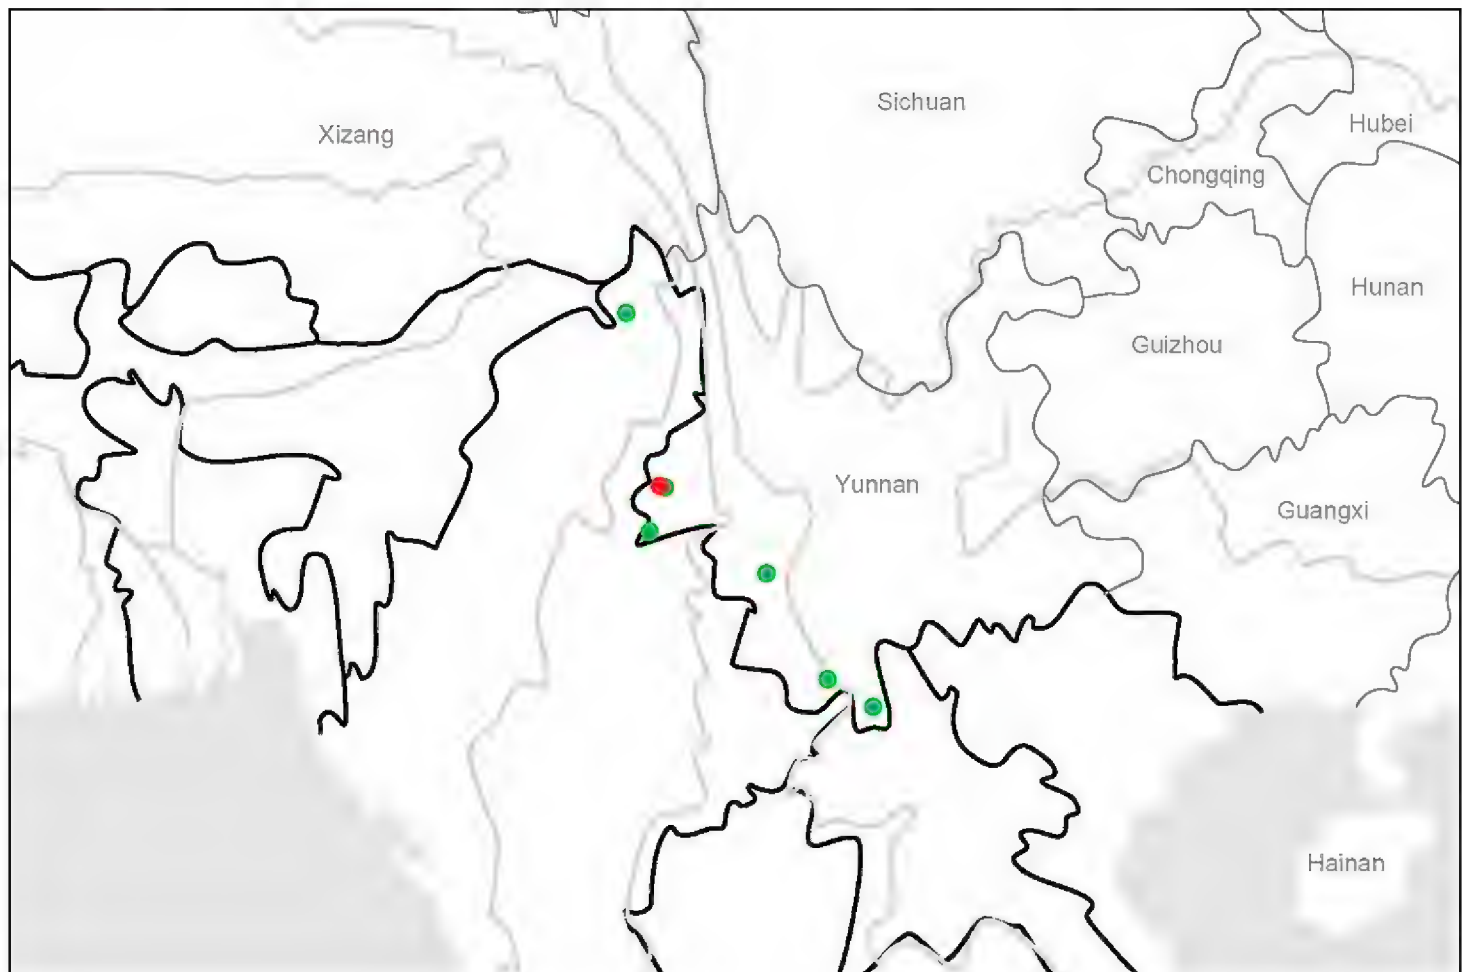 Sichuan
Xizang
Hubei
Chongqing
Hunan
Guizhou
Yunnan
Guangxi
Hainan